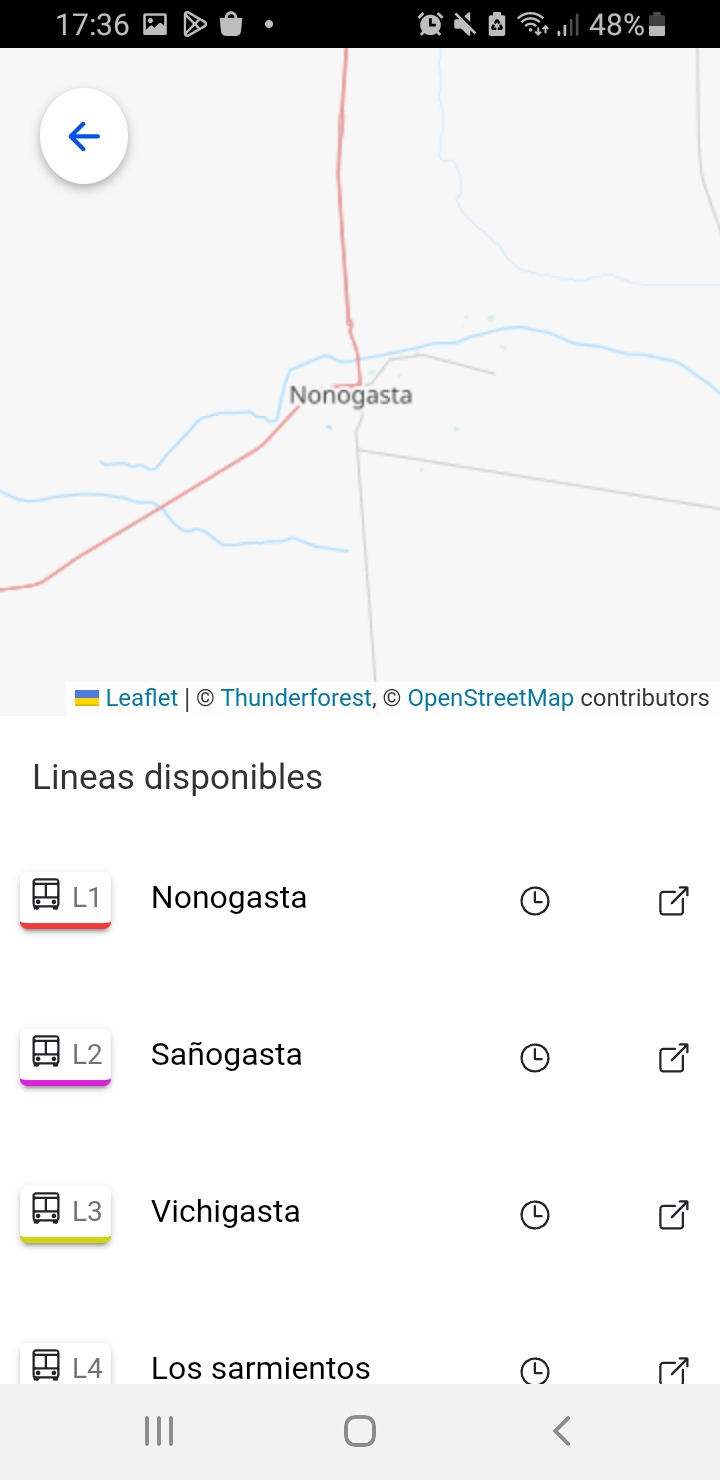 17:36 48%
Nonogasta
Leaflet | © Thunderforest, © OpenStreetMap contributors
Lineas disponibles
L1 Nonogasta
L2 Sañogasta
L3 Vichigasta
L4 Los sarmientos